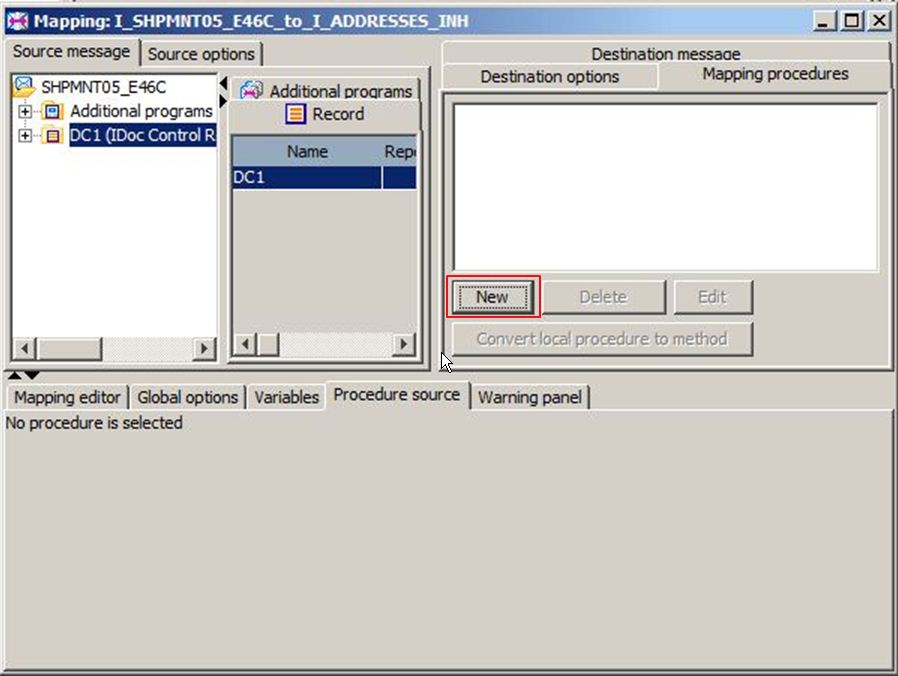 Mapping: I_SHPMNT05_E46C_to_I_ADDRESSES_INH
Source message
Source options
SHPMNT05_E46C
Additional programs
DC1 (IDoc Control R
Additional programs
Record
Name
Rep
DC1
Destination message
Destination options
Mapping procedures
New
Delete
Edit
Convert local procedure to method
Mapping editor
Global options
Variables
Procedure source
Warning panel
No procedure is selected